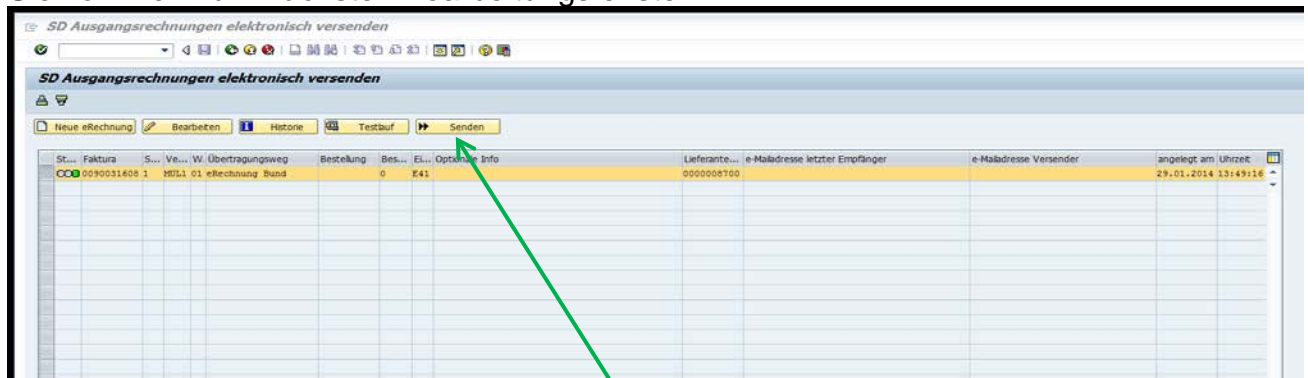 SD Ausgangsrechnungen elektronisch versenden
SD Ausgangsrechnungen elektronisch versenden
Neue eRechnung Bearbeiten Historie Testlauf Senden
St... Faktura S... Ve... W. Übertragungsweg Bestellung Bes... Ei... Optionale Info Lieferante... e-Mailadresse letzter Empfänger e-Mailadresse Versender angelegt am Uhrzeit
0090031608 1 MUL1 01 eRechnung Bund 0 E41 0000008700 29.01.2014 13:49:16